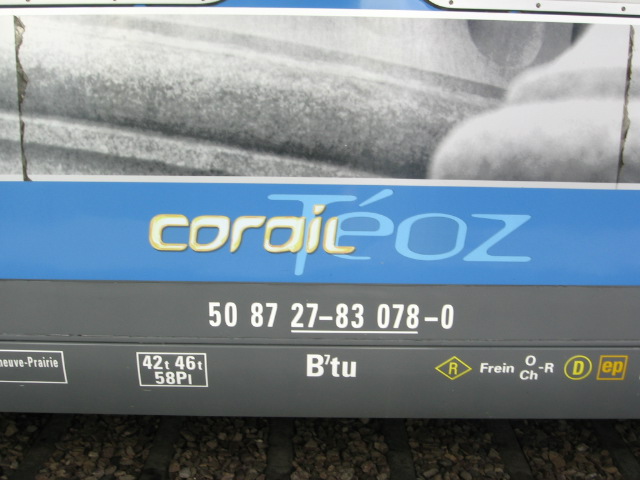 corail Téoz
50 87 27-83 078-0
neuve-Prairie
42t 46t
58Pl
B⁷tu
R Frein O Ch-R D ep